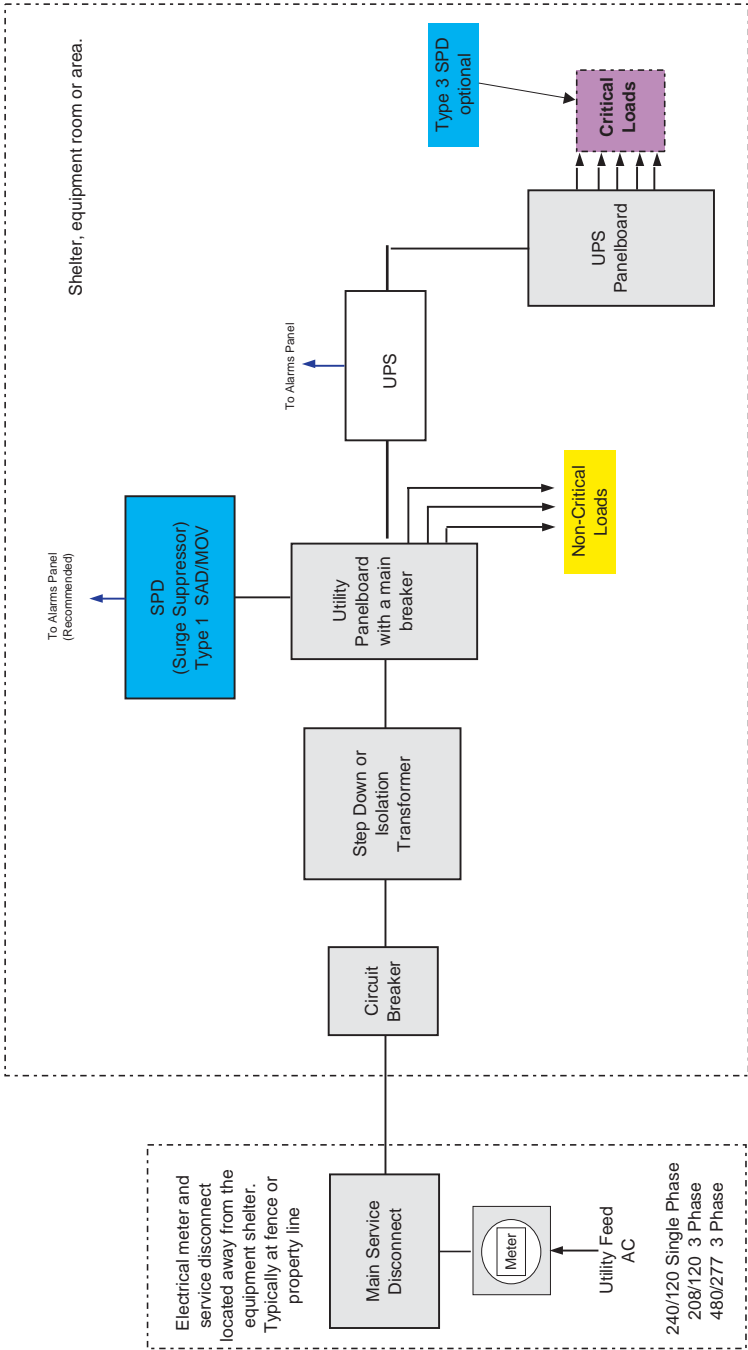 Electrical meter and
service disconnect
located away from the
equipment shelter.
Typically at fence or
property line
Main Service
Disconnect
Meter
Utility Feed
AC
240/120 Single Phase
208/120  3 Phase
480/277  3 Phase
Shelter, equipment room or area.
Circuit
Breaker
Step Down or
Isolation
Transformer
To Alarms Panel
(Recommended)
SPD
(Surge Suppressor)
Type 1  SAD/MOV
Utility
Panelboard
with a main
breaker
Non-Critical
Loads
To Alarms Panel
UPS
UPS
Panelboard
Type 3 SPD
optional
Critical
Loads